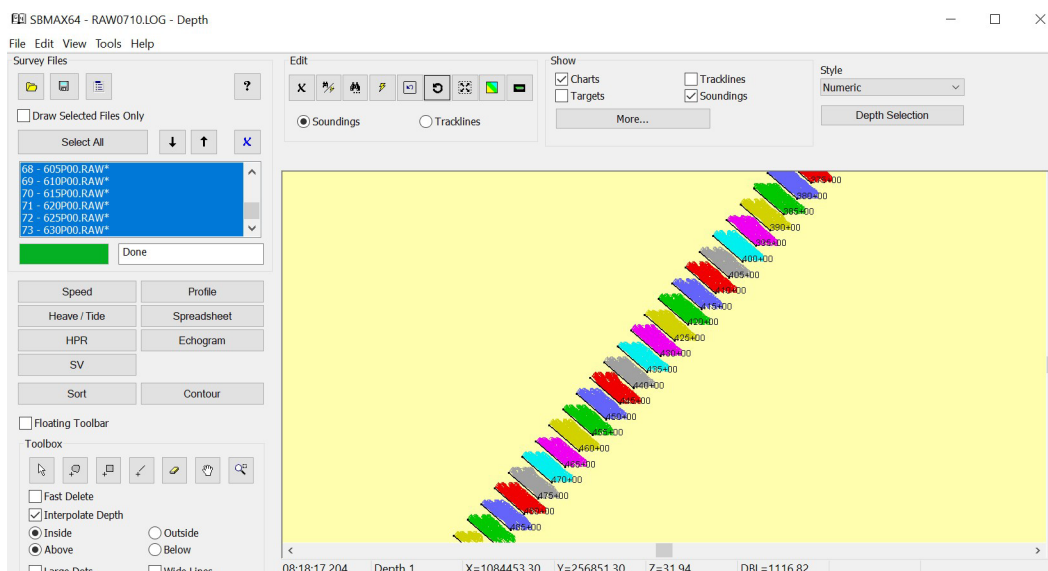 SBMAX64 - RAW0710.LOG - Depth
File Edit View Tools Help
Survey Files
?
Draw Selected Files Only
Select All
X
68 - 605P00.RAW*
69 - 610P00.RAW*
70 - 615P00.RAW*
71 - 620P00.RAW*
72 - 625P00.RAW*
73 - 630P00.RAW*
Done
Speed Profile
Heave / Tide Spreadsheet
HPR Echogram
SV
Sort Contour
Floating Toolbar
Toolbox
Fast Delete
Interpolate Depth
Inside Outside
Above Below
Large Dots Wide Lines
Edit
X
Soundings Tracklines
Show
Charts Tracklines
Targets Soundings
More...
Style
Numeric
Depth Selection
375+00
380+00
385+00
390+00
395+00
400+00
405+00
410+00
415+00
420+00
425+00
430+00
435+00
440+00
445+00
450+00
455+00
460+00
465+00
470+00
475+00
480+00
485+00
08:18:17.204 Depth 1 X=1084453.30 Y=256851.30 Z=31.94 DBL=1116.82